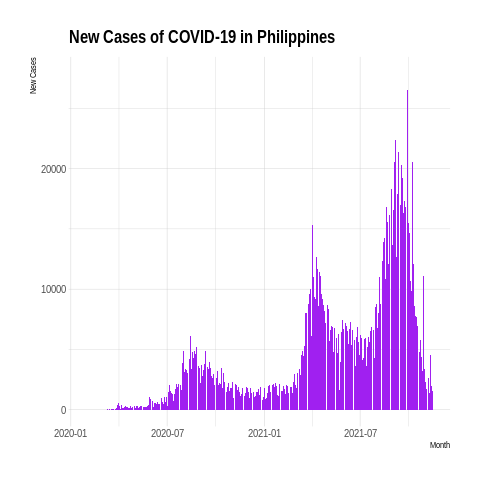 New Cases of COVID-19 in Philippines
New Cases
20000
10000
0
2020-01 2020-07 2021-01 2021-07
Month